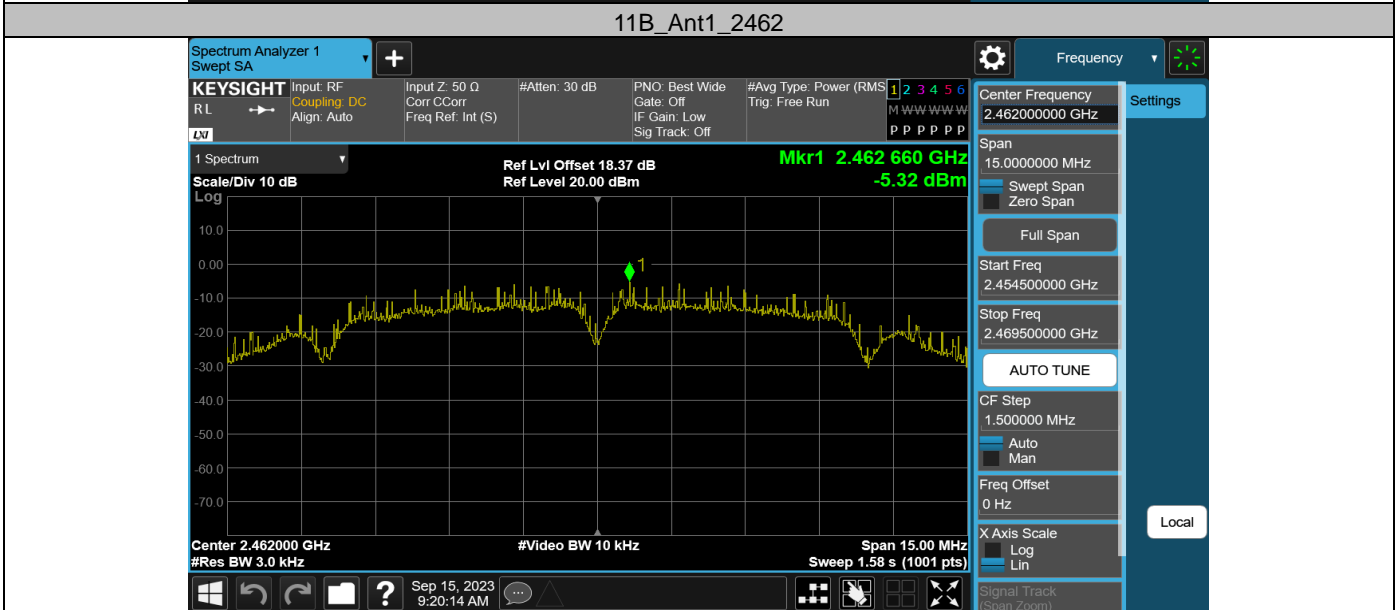 11B_Ant1_2462
Spectrum Analyzer 1
Swept SA
Frequency
KEYSIGHT
R L
LXI
Input: RF
Coupling: DC
Align: Auto
Input Z: 50 Ω
Corr CCorr
Freq Ref: Int (S)
#Atten: 30 dB
PNO: Best Wide
Gate: Off
IF Gain: Low
Sig Track: Off
#Avg Type: Power (RMS
Trig: Free Run
1 2 3 4 5 6
M W W W W W
P P P P P P
1 Spectrum
Scale/Div 10 dB
Ref Lvl Offset 18.37 dB
Ref Level 20.00 dBm
Mkr1 2.462 660 GHz
-5.32 dBm
Log
10.0
0.00
-10.0
-20.0
-30.0
-40.0
-50.0
-60.0
-70.0
1
Center 2.462000 GHz
#Res BW 3.0 kHz
#Video BW 10 kHz
Span 15.00 MHz
Sweep 1.58 s (1001 pts)
Center Frequency
2.462000000 GHz
Settings
Span
15.0000000 MHz
Swept Span
Zero Span
Full Span
Start Freq
2.454500000 GHz
Stop Freq
2.469500000 GHz
AUTO TUNE
CF Step
1.500000 MHz
Auto
Man
Freq Offset
0 Hz
X Axis Scale
Log
Lin
Local
Signal Track
(Span Zoom)
?
Sep 15, 2023
9:20:14 AM